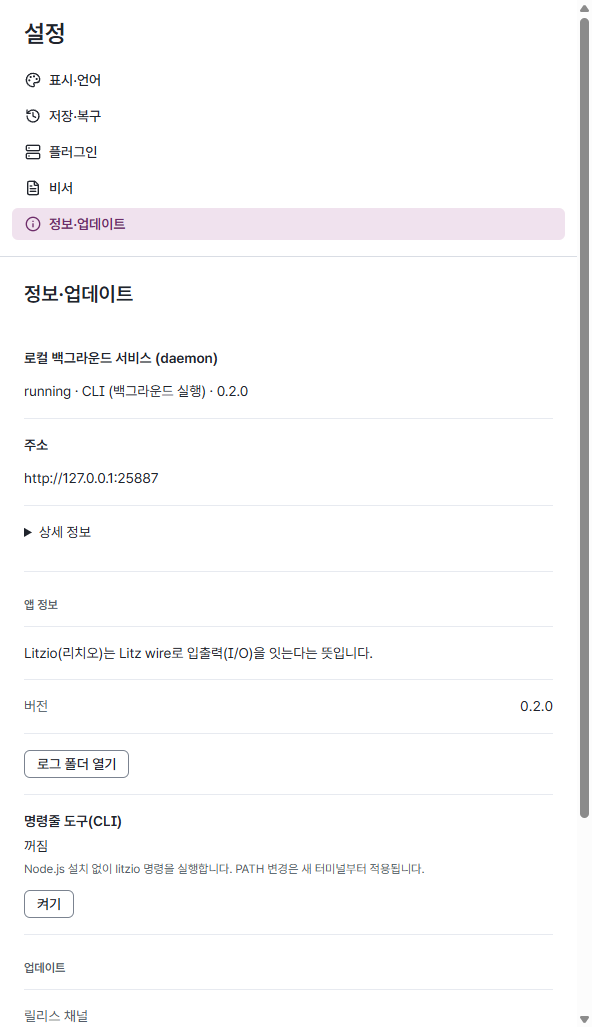 설정
표시·언어
저장·복구
플러그인
비서
정보·업데이트
정보·업데이트
로컬 백그라운드 서비스 (daemon)
running · CLI (백그라운드 실행) · 0.2.0
주소
http://127.0.0.1:25887
▶ 상세 정보
앱 정보
Litzio(리치오)는 Litz wire로 입출력(I/O)을 잇는다는 뜻입니다.
버전 0.2.0
로그 폴더 열기
명령줄 도구(CLI)
꺼짐
Node.js 설치 없이 litzio 명령을 실행합니다. PATH 변경은 새 터미널부터 적용됩니다.
켜기
업데이트
릴리스 채널